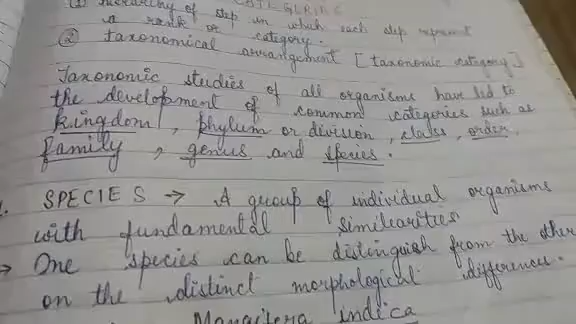 (1) hierarchy of step in which each step represent
a rank or category.
(2) taxonomical arrangement [taxonomic category]
Taxonomic studies of all organisms have led to
the development of common categories such as
kingdom, phylum or division, class, order,
family, genus and species.
1. SPECIES → A group of individual organisms
with fundamental similarities
→ One species can be distinguish from the other
on the distinct morphological differences.
Mangifera indica